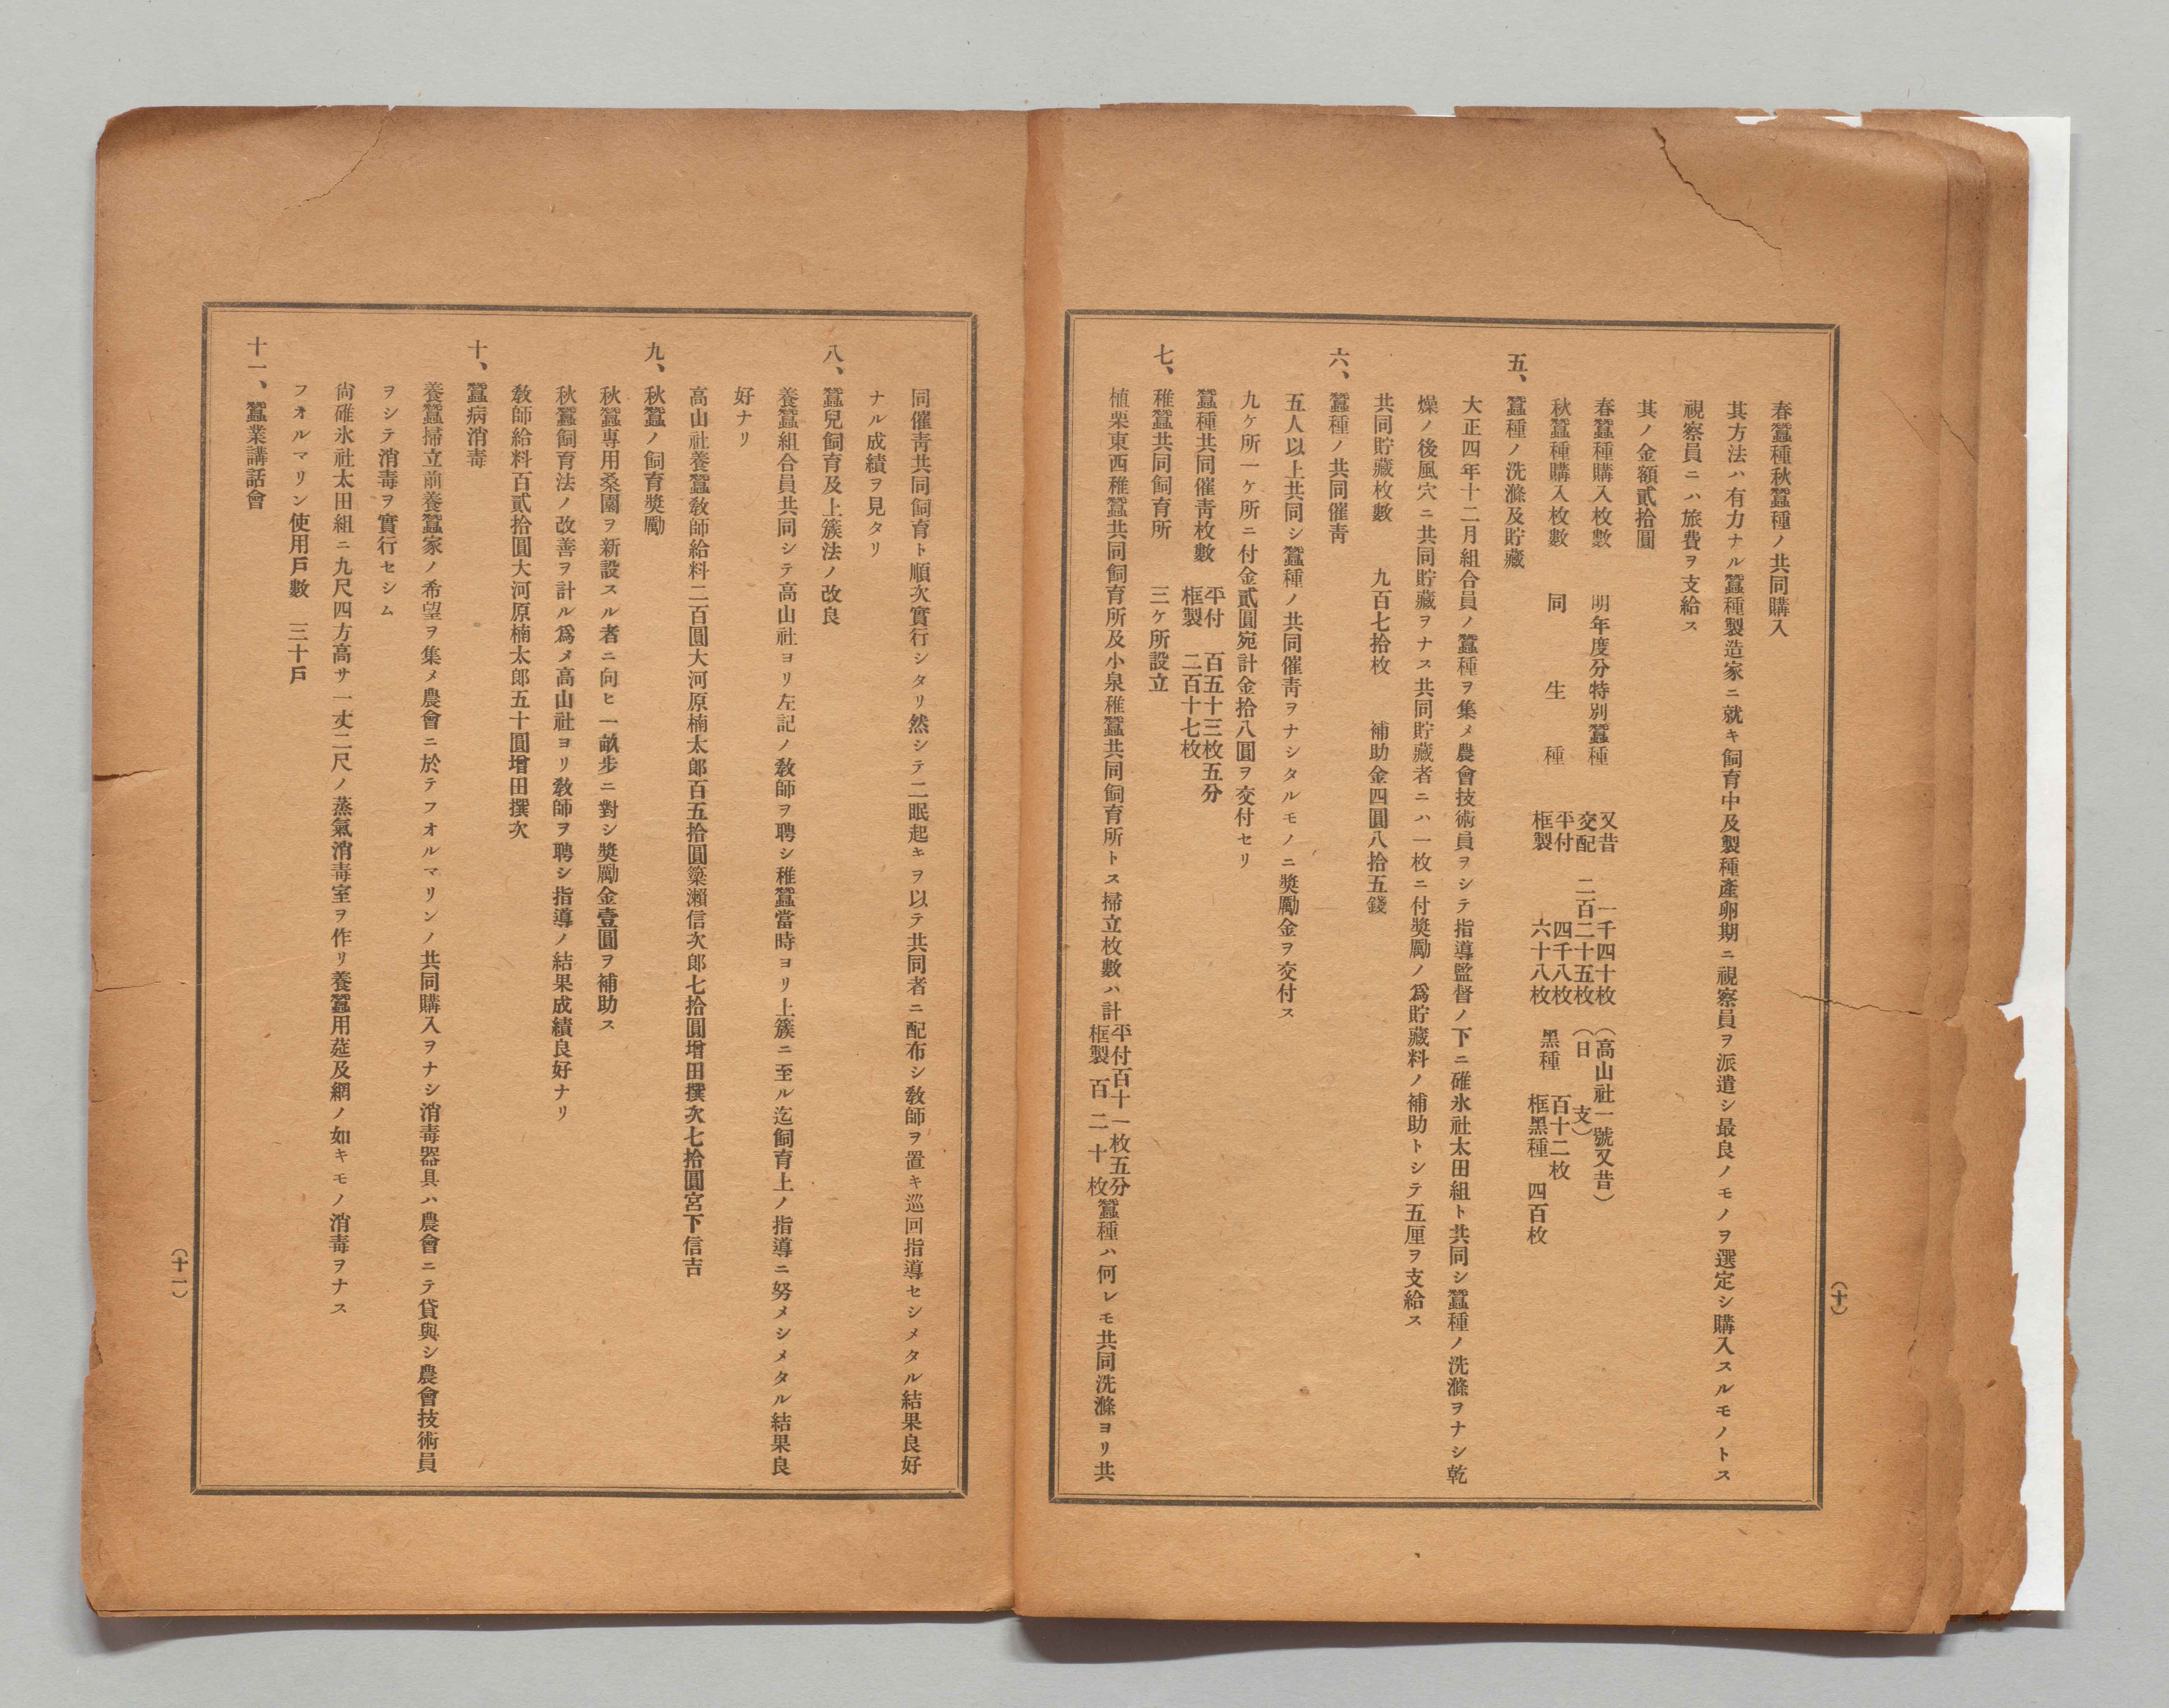 春蠶種秋蠶種ノ共同購入
其方法ハ有力ナル蠶種製造家ニ就キ飼育中及製種產卵期ニ視察員ヲ派遣シ最良ノモノヲ選定シ購入スルモノトス
視察員ニハ旅費ヲ支給ス
其ノ金額貳拾圓
春蠶種購入枚數　明年度分特別蠶種　又昔　一千四十枚（高山社一號又昔）
交配　二百二十五枚（日支）
秋蠶種購入枚數　同生種　平付　四千八枚　黑種　百十二枚
框製　六十八枚　框黑種　四百枚
五、蠶種ノ洗滌及貯藏
大正四年十二月組合員ノ蠶種ヲ集メ農會技術員ヲシテ指導監督ノ下ニ碓氷社太田組ト共同シ蠶種ノ洗滌ヲナシ乾
燥ノ後風穴ニ共同貯藏ヲナス共同貯藏者ニハ一枚ニ付獎勵ノ爲貯藏料ノ補助トシテ五厘ヲ支給ス
共同貯藏枚數　九百七拾枚　補助金四圓八拾五錢
六、蠶種ノ共同催靑
五人以上共同シ蠶種ノ共同催靑ヲナシタルモノニ獎勵金ヲ交付ス
九ケ所一ケ所ニ付金貳圓宛計金拾八圓ヲ交付セリ
蠶種共同催靑枚數　平付　百五十三枚五分
框製　二百十七枚
七、稚蠶共同飼育所　三ケ所設立
植栗東西稚蠶共同飼育所及小泉稚蠶共同飼育所トス掃立枚數ハ計平付百十一枚五分框製百二十枚蠶種ハ何レモ共同洗滌ヨリ共
（十）
同催靑共同飼育ト順次實行シタリ然シテ二眠起キヲ以テ共同者ニ配布シ敎師ヲ置キ巡回指導セシメタル結果良好
ナル成績ヲ見タリ
八、蠶兒飼育及上簇法ノ改良
養蠶組合員共同シテ高山社ヨリ左記ノ敎師ヲ聘シ稚蠶當時ヨリ上簇ニ至ル迄飼育上ノ指導ニ努メシメタル結果良
好ナリ
高山社養蠶敎師給料二百圓大河原楠太郎百五拾圓簗瀨信次郎七拾圓增田撰次七拾圓宮下信吉
九、秋蠶ノ飼育獎勵
秋蠶專用桑園ヲ新設スル者ニ向ヒ一畝步ニ對シ獎勵金壹圓ヲ補助ス
秋蠶飼育法ノ改善ヲ計ル爲メ高山社ヨリ敎師ヲ聘シ指導ノ結果成績良好ナリ
敎師給料百貳拾圓大河原楠太郎五十圓增田撰次
十、蠶病消毒
養蠶掃立前養蠶家ノ希望ヲ集メ農會ニ於テフオルマリンノ共同購入ヲナシ消毒器具ハ農會ニテ貸與シ農會技術員
ヲシテ消毒ヲ實行セシム
尙碓氷社太田組ニ九尺四方高サ一丈二尺ノ蒸氣消毒室ヲ作リ養蠶用莚及網ノ如キモノ消毒ヲナス
フオルマリン使用戶數　三十戶
十一、蠶業講話會
（十一）